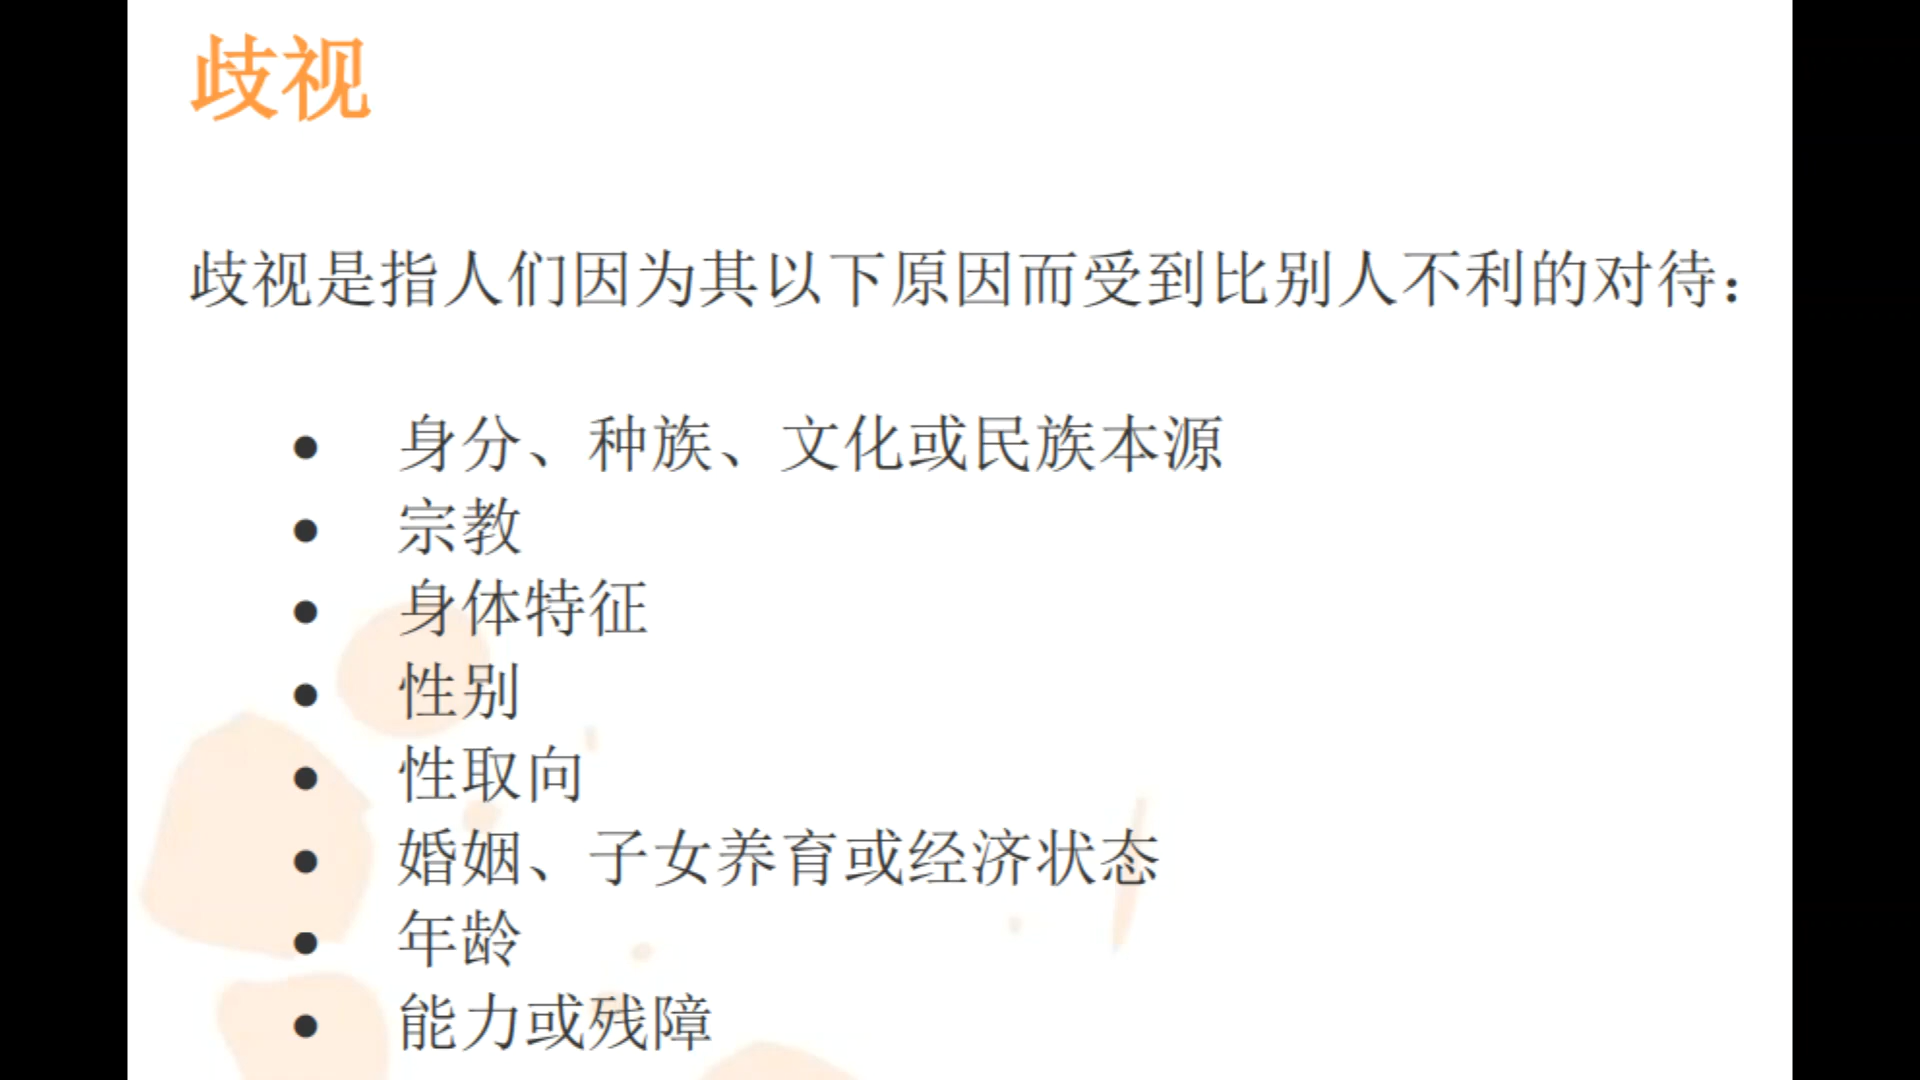 歧视
歧视是指人们因为其以下原因而受到比别人不利的对待：
● 身分、种族、文化或民族本源
● 宗教
● 身体特征
● 性别
● 性取向
● 婚姻、子女养育或经济状态
● 年龄
● 能力或残障